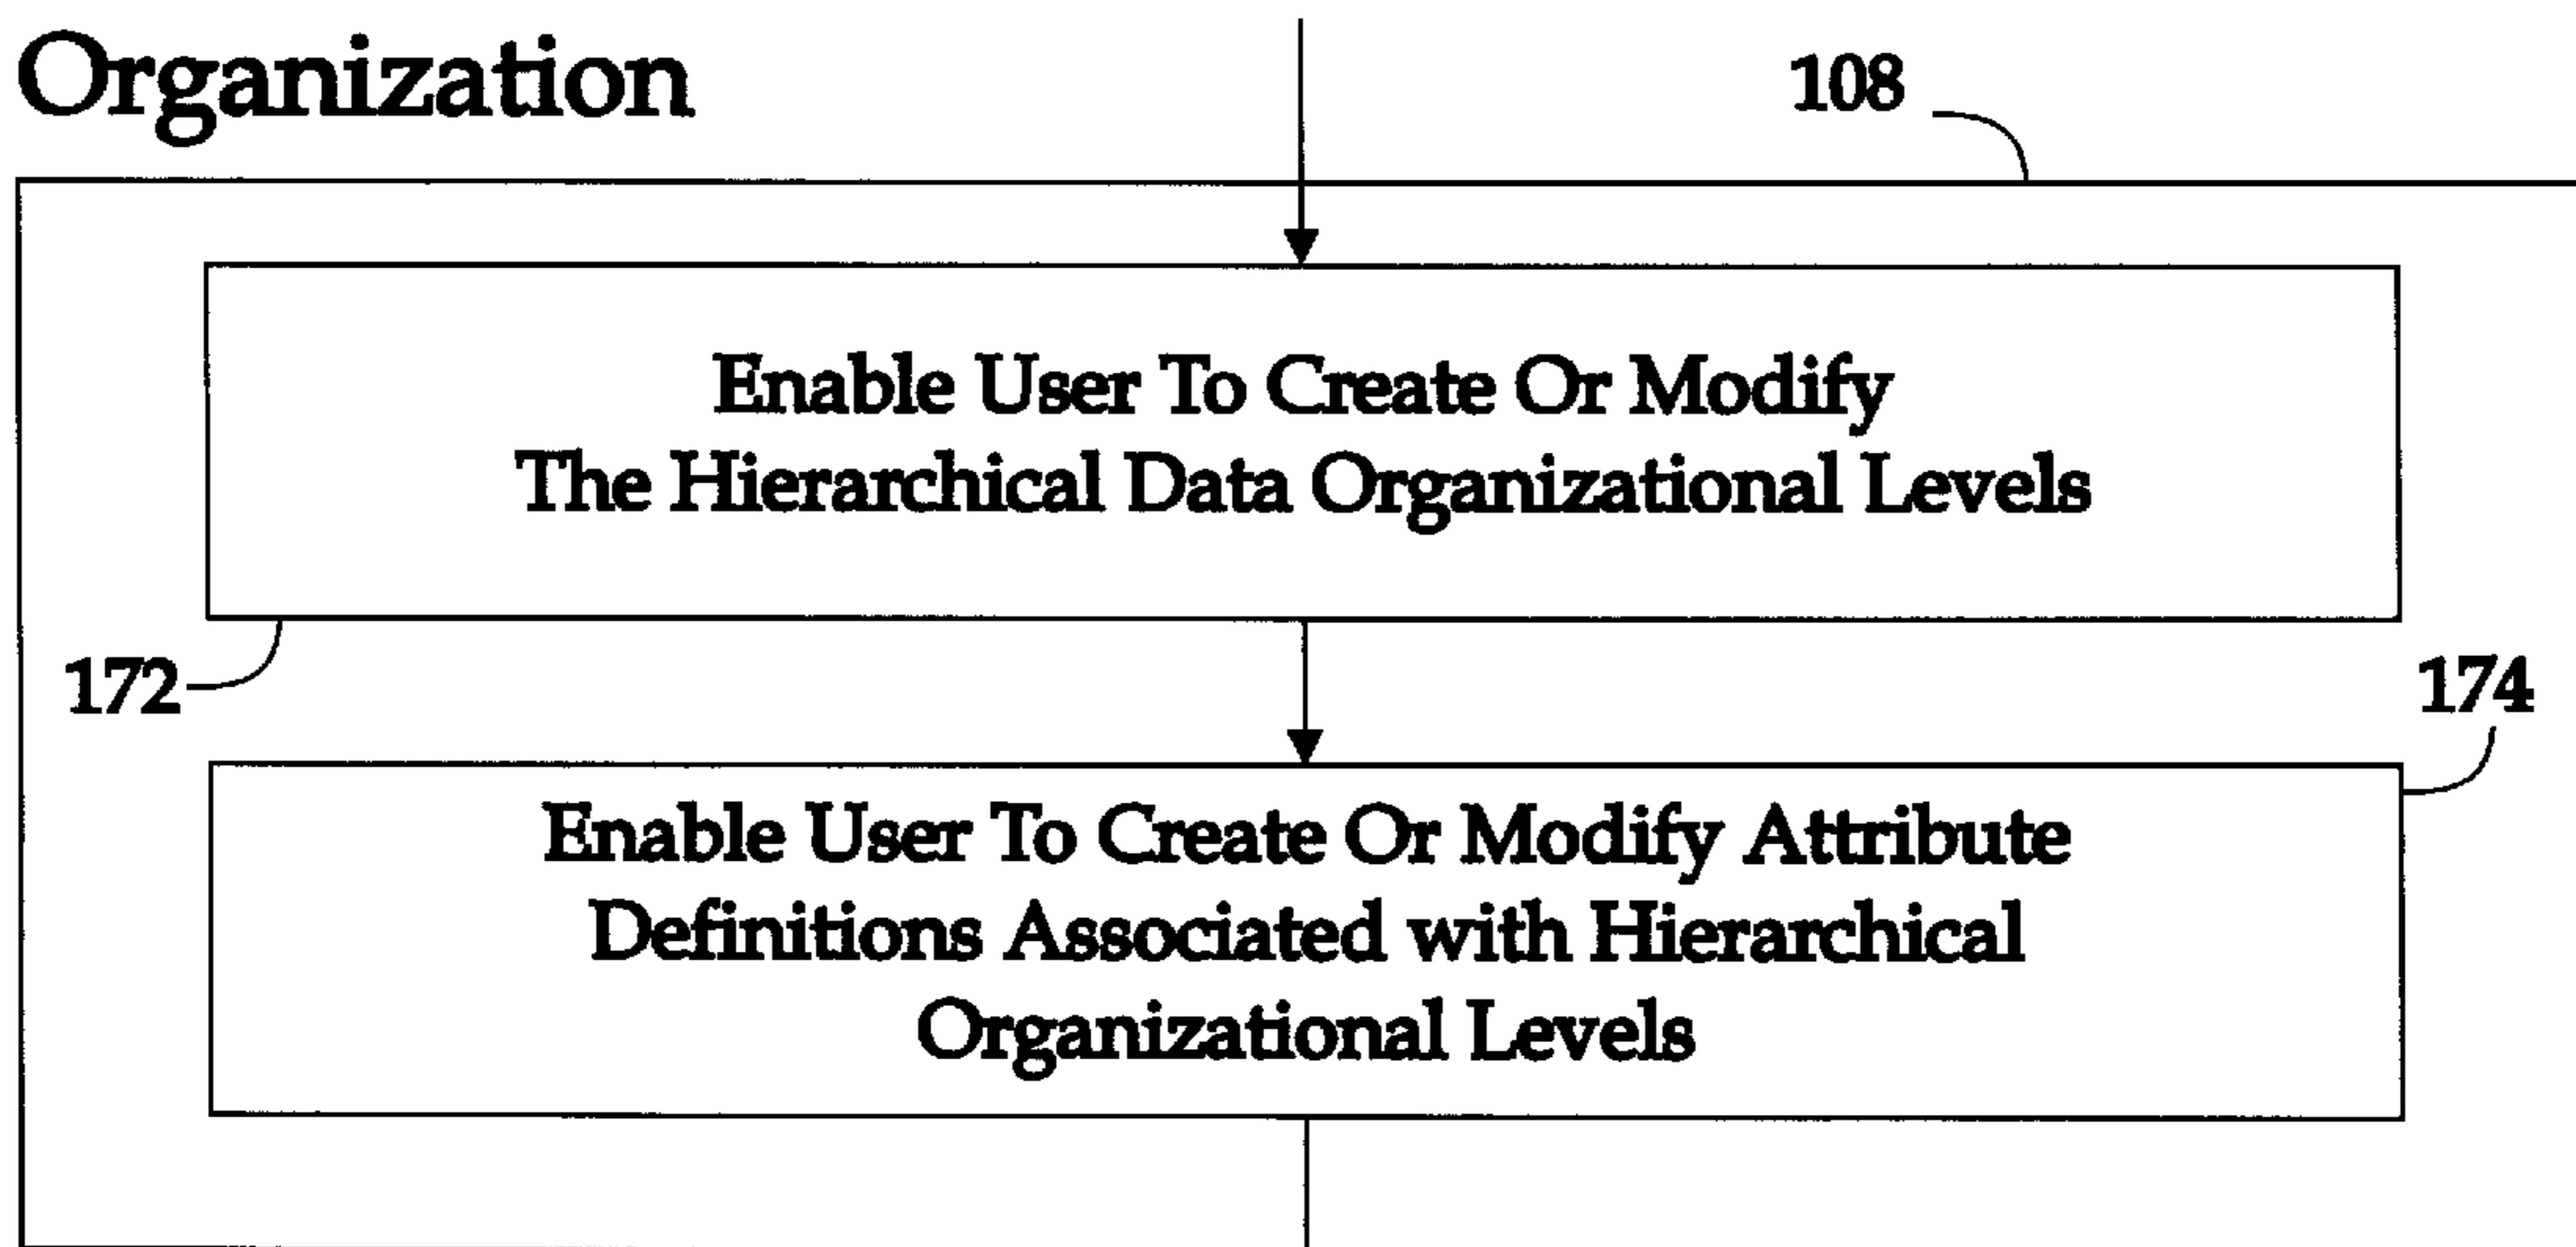 Organization
108
Enable User To Create Or Modify
The Hierarchical Data Organizational Levels
172
174
Enable User To Create Or Modify Attribute
Definitions Associated with Hierarchical
Organizational Levels